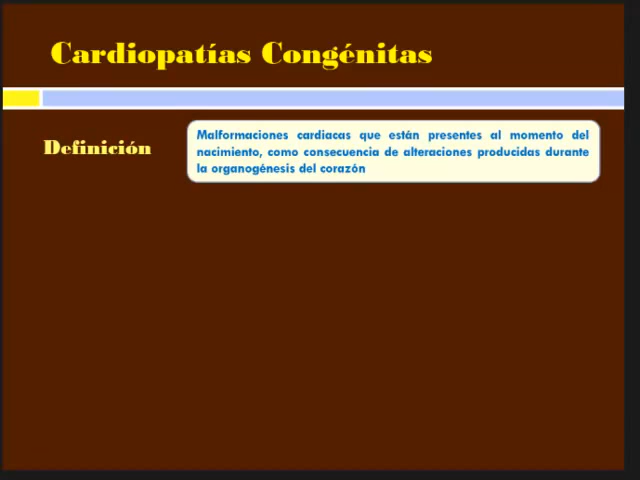 Cardiopatías Congénitas
Definición
Malformaciones cardiacas que están presentes al momento del
nacimiento, como consecuencia de alteraciones producidas durante
la organogénesis del corazón